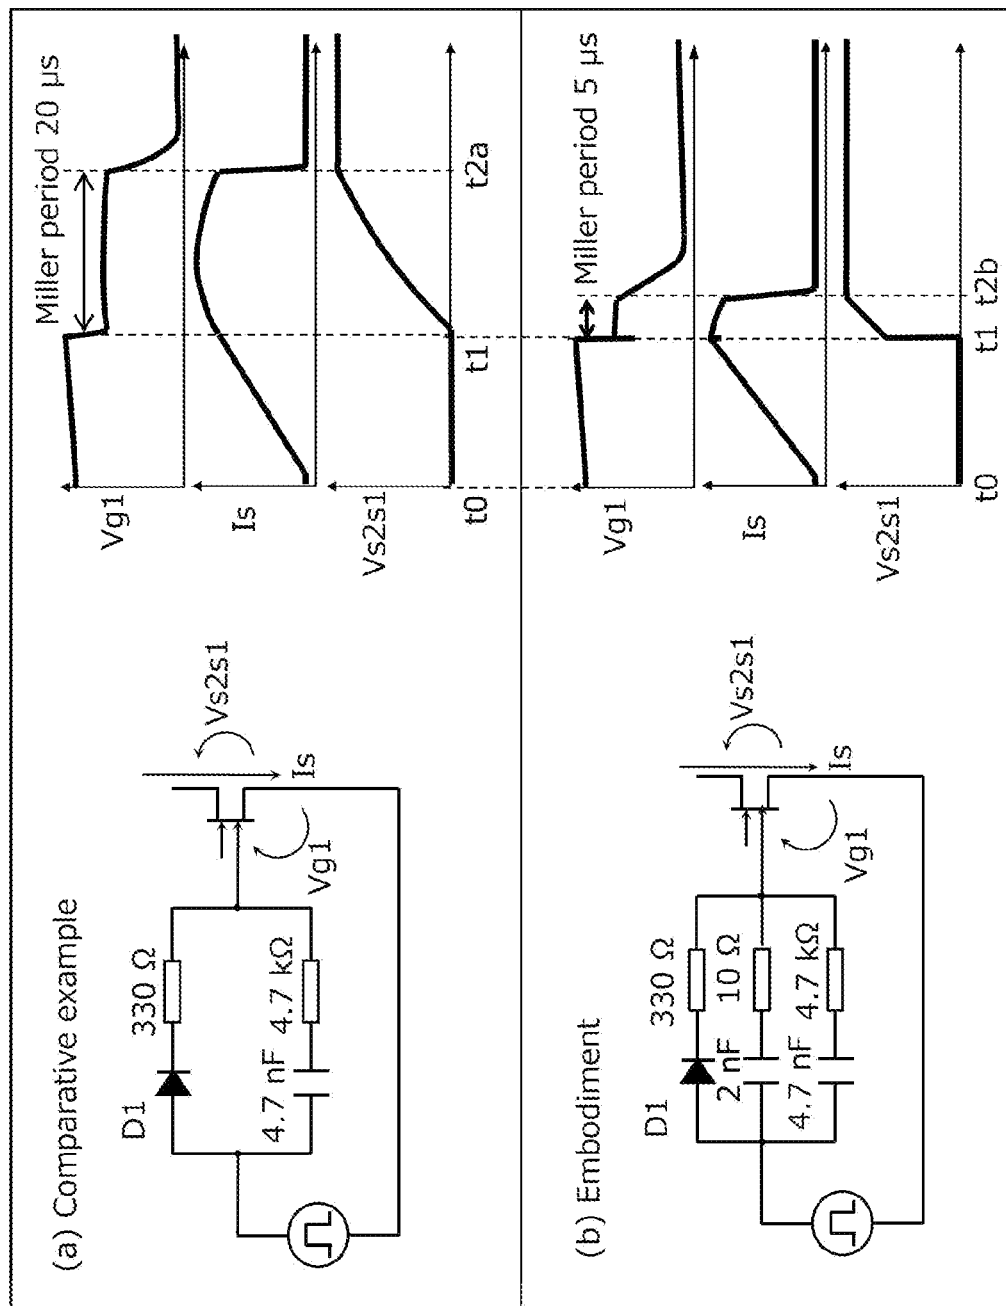 (a) Comparative example
D1
330 Ω
4.7 nF
4.7 kΩ
Vg1
Is
Vs2s1
Vg1
Is
Vs2s1
Miller period 20 μs
t0
t1
t2a
(b) Embodiment
D1
330 Ω
2 nF
10 Ω
4.7 nF
4.7 kΩ
Vg1
Is
Vs2s1
Vg1
Is
Vs2s1
Miller period 5 μs
t0
t1
t2b